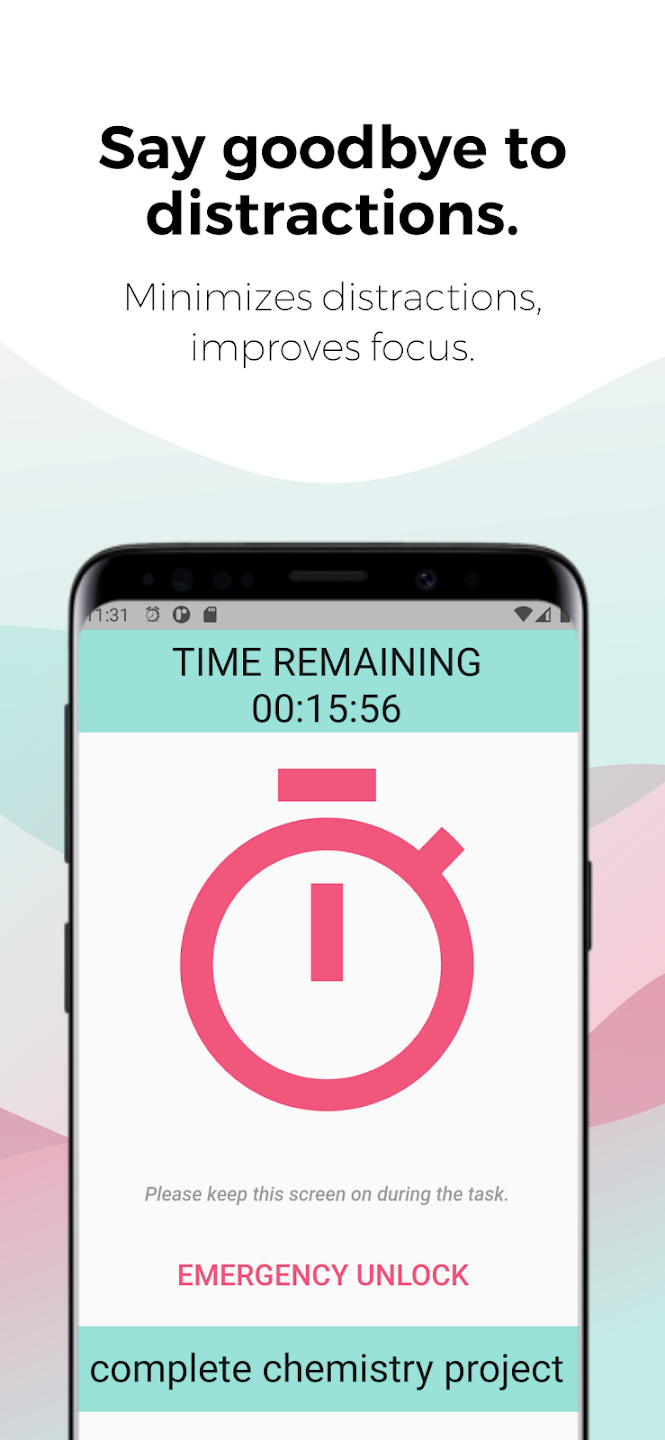 Say goodbye to
distractions.
Minimizes distractions,
improves focus.
11:31
TIME REMAINING
00:15:56
Please keep this screen on during the task.
EMERGENCY UNLOCK
complete chemistry project